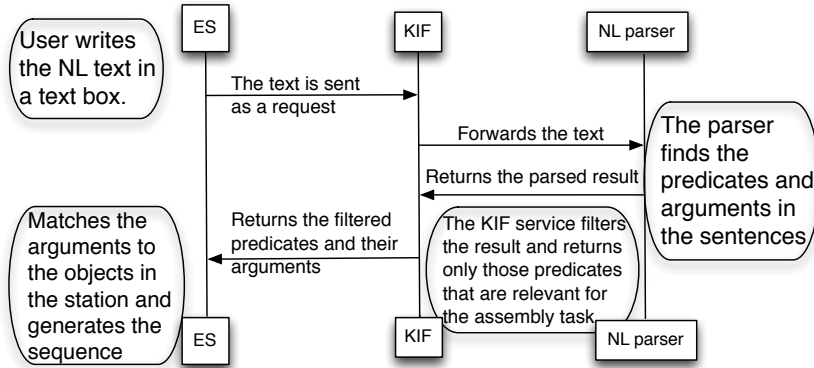 ES
KIF
NL parser
User writes
the NL text in
a text box.
The text is sent
as a request
Forwards the text
The parser
finds the
predicates and
arguments in
the sentences
Returns the parsed result
Returns the filtered
predicates and their
arguments
The KIF service filters
the result and returns
only those predicates
that are relevant for
the assembly task
Matches the
arguments to
the objects in
the station and
generates the
sequence
ES
KIF
NL parser